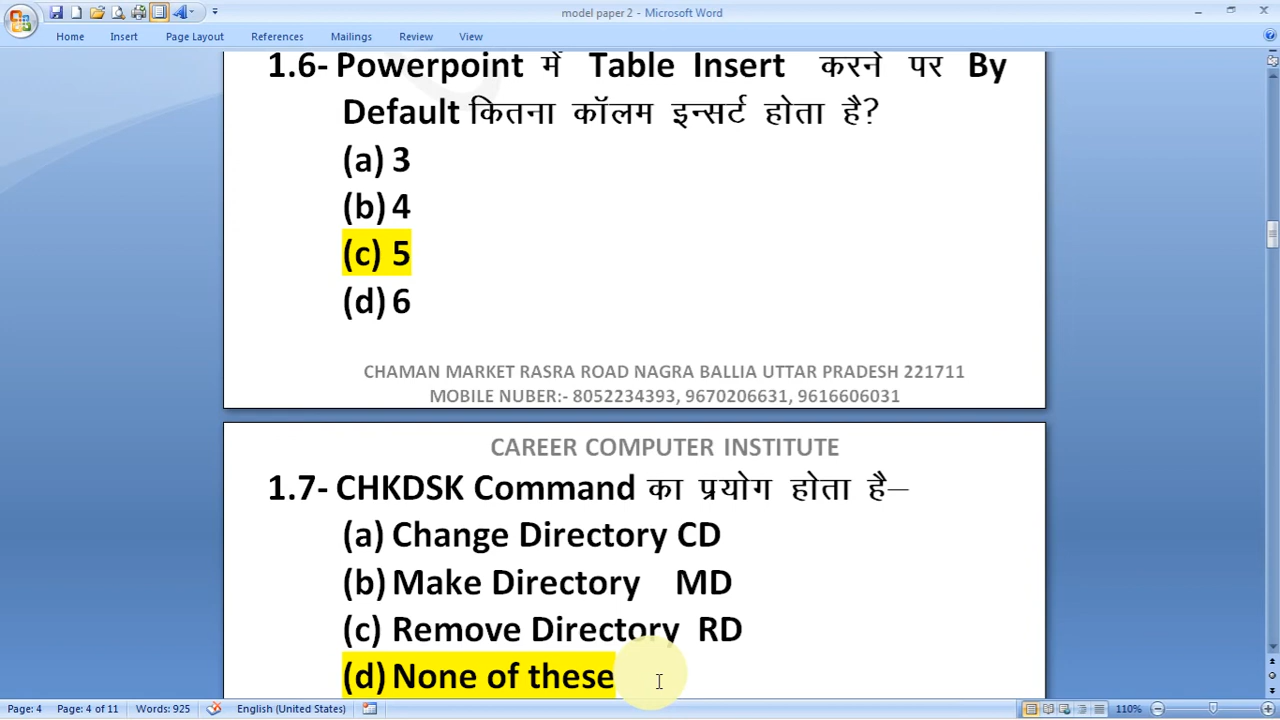 model paper 2 - Microsoft Word
Home Insert Page Layout References Mailings Review View
1.6- Powerpoint में Table Insert करने पर By
Default कितना कॉलम इन्सर्ट होता है?
(a) 3
(b) 4
(c) 5
(d) 6
CHAMAN MARKET RASRA ROAD NAGRA BALLIA UTTAR PRADESH 221711
MOBILE NUBER:- 8052234393, 9670206631, 9616606031
CAREER COMPUTER INSTITUTE
1.7- CHKDSK Command का प्रयोग होता है–
(a) Change Directory CD
(b) Make Directory MD
(c) Remove Directory RD
(d) None of these
Page: 4 Page: 4 of 11 Words: 925 English (United States) 110%